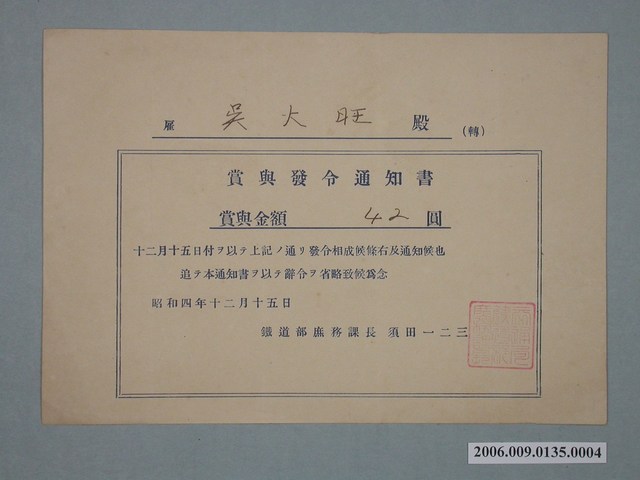 雇 吳大旺 殿 (轉)
賞與發令通知書
賞與金額 42 圓
十二月十五日付ヲ以テ上記ノ通リ發令相成候條右及通知候也
追テ本通知書ヲ以テ辭令ヲ省略致候爲念
昭和四年十二月十五日
鐵道部庶務課長 須田一二三
2006.009.0135.0004